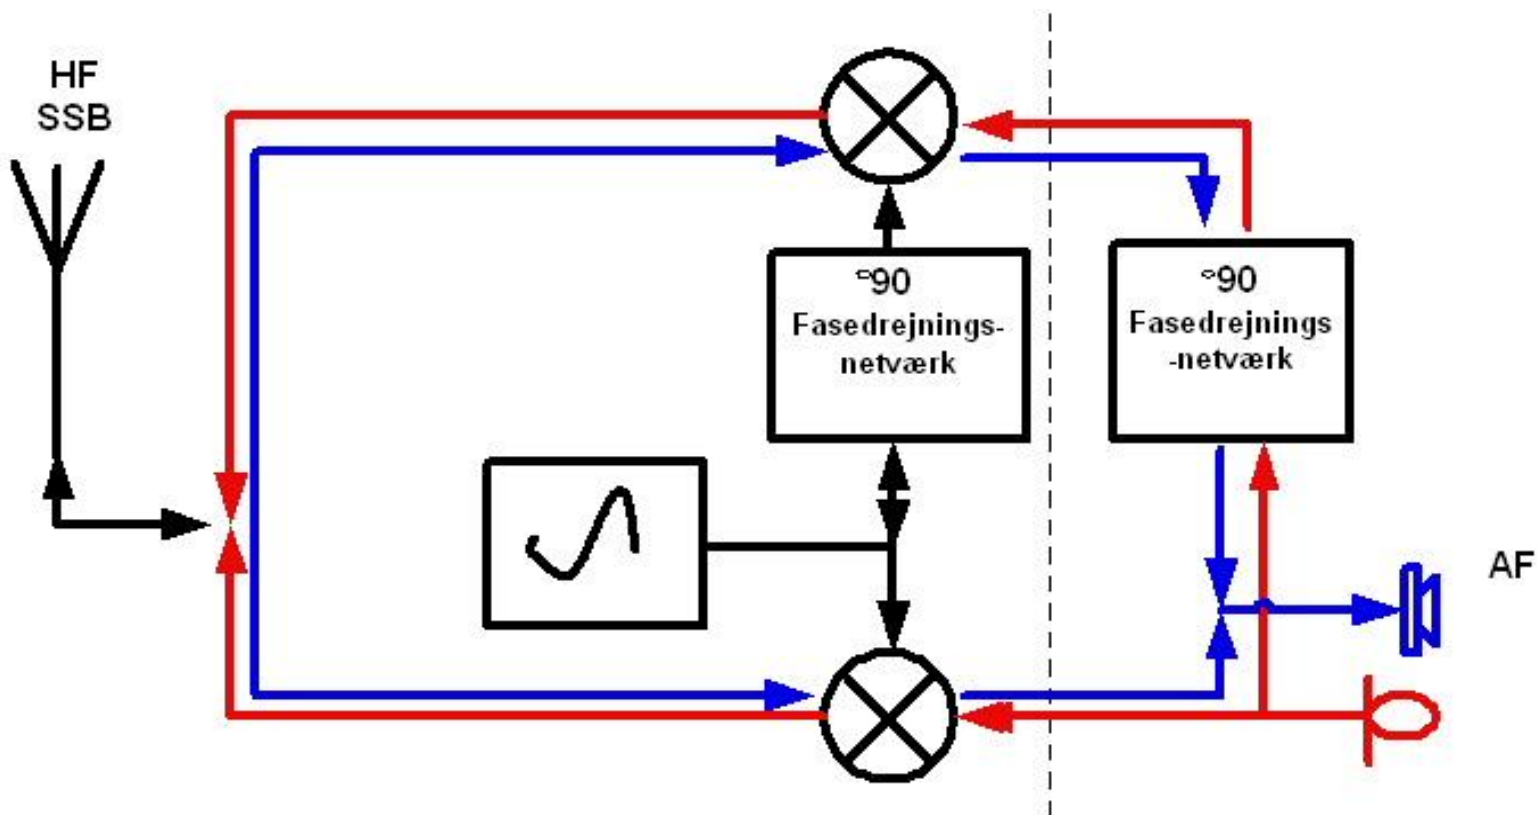 HF
SSB
°90
Fasedrejnings-
netværk
°90
Fasedrejnings
-netværk
AF